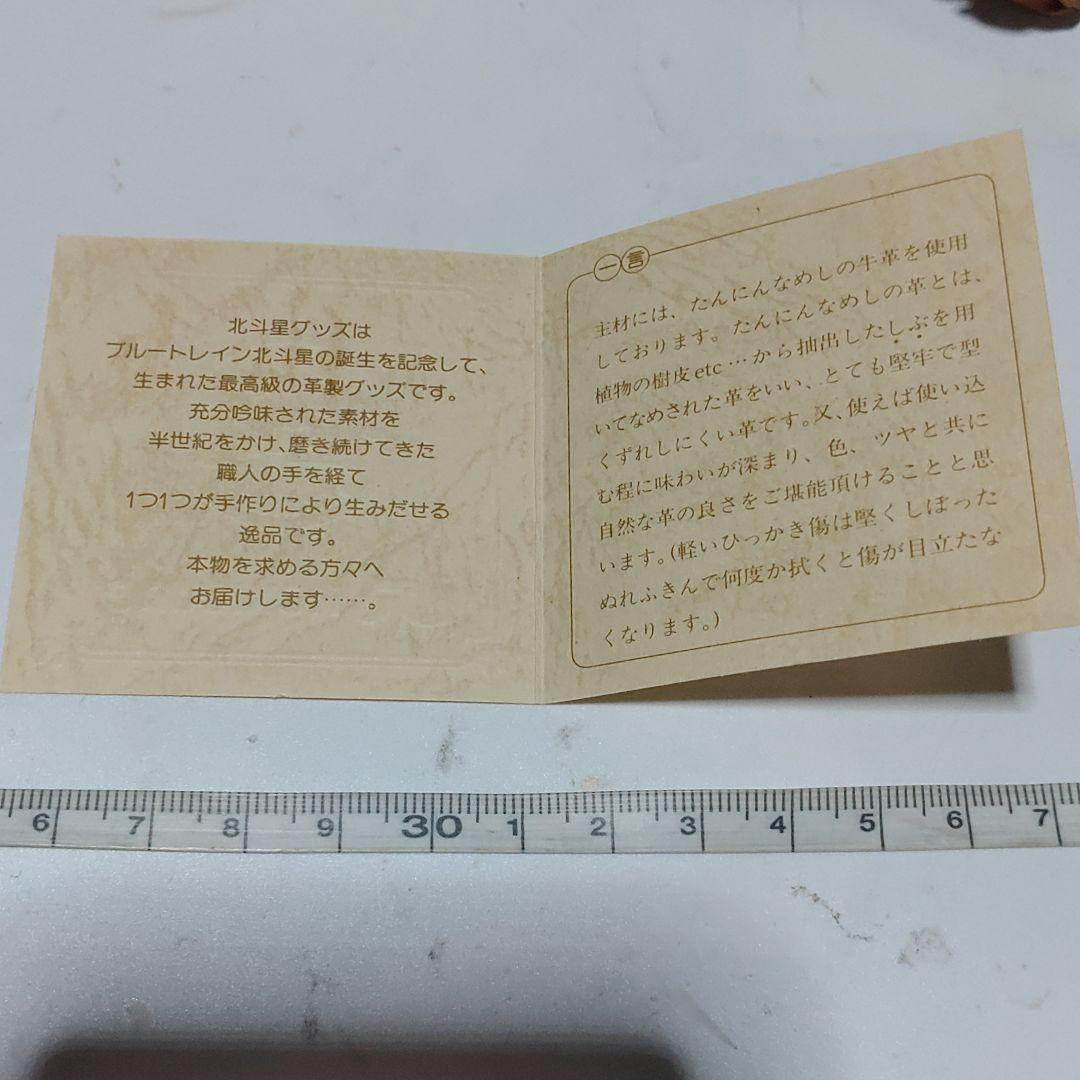 北斗星グッズは
ブルートレイン北斗星の誕生を記念して、
生まれた最高級の革製グッズです。
充分吟味された素材を
半世紀をかけ、磨き続けてきた
職人の手を経て
1つ1つが手作りにより生みだせる
逸品です。
本物を求める方々へ
お届けします……。
一言
主材には、たんにんなめしの牛革を使用
しております。たんにんなめしの革とは、
植物の樹皮etc…から抽出したしぶを用
いてなめされた革をいい、とても堅牢で型
くずれしにくい革です。又、使えば使い込
む程に味わいが深まり、色、ツヤと共に
自然な革の良さをご堪能頂けることと思
います。(軽いひっかき傷は堅くしぼった
ぬれふきんで何度か拭くと傷が目立たな
くなります。)
6 7 8 9 30 1 2 3 4 5 6 7